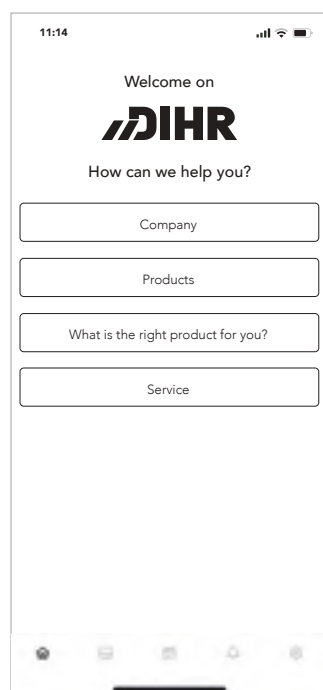 11:14
Welcome on
DIHR
How can we help you?
Company
Products
What is the right product for you?
Service